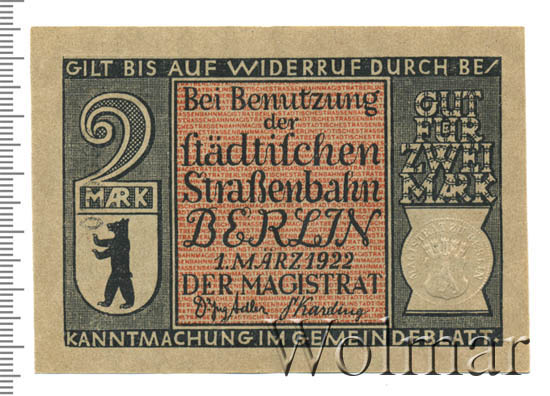 GILT BIS AUF WIDERRUF DURCH BE/
2
MARK
Bei Benutzung
der
städtischen
Straßenbahn
BERLIN
1. MÄRZ 1922
DER MAGISTRAT
GUT
FÜR
ZWEI
MARK
KANNTMACHUNG IM GEMEINDEBLATT
Wolmar